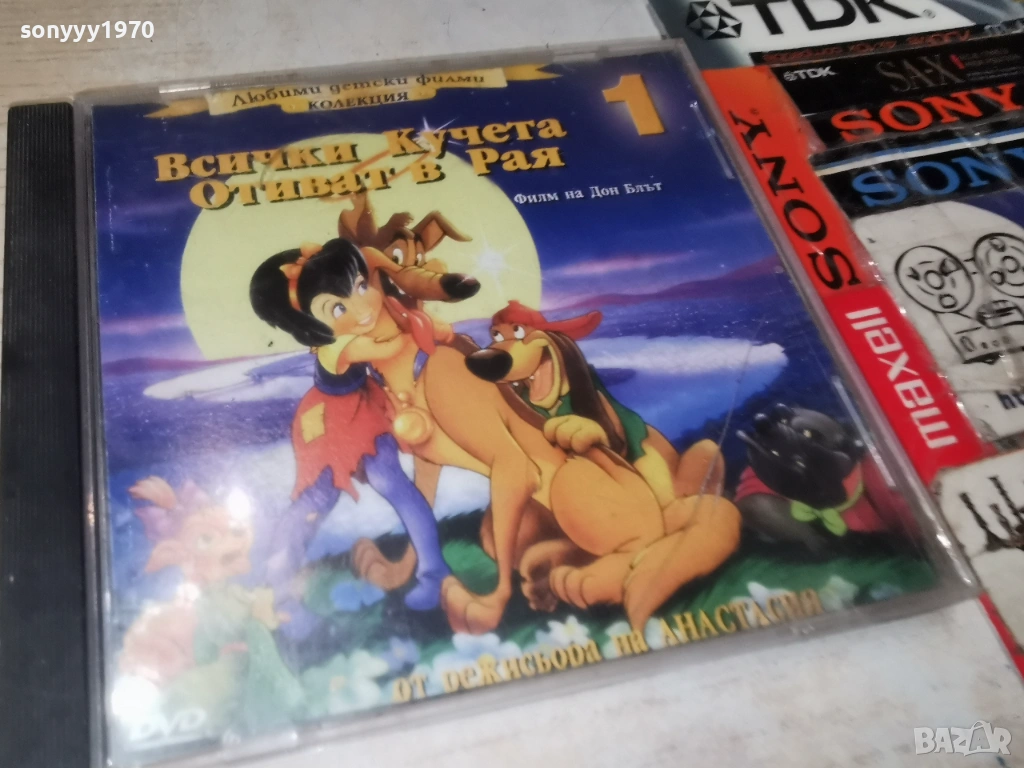 sonyyy1970
Любими детски филми
КОЛЕКЦИЯ
1
Всички Кучета
Отиват в Рая
Филм на Дон Блът
от режисьора на АНАСТАСИЯ
DVD
TDK
TDK
SA-X
SONY
SONY
SONY
maxell
BAZAR